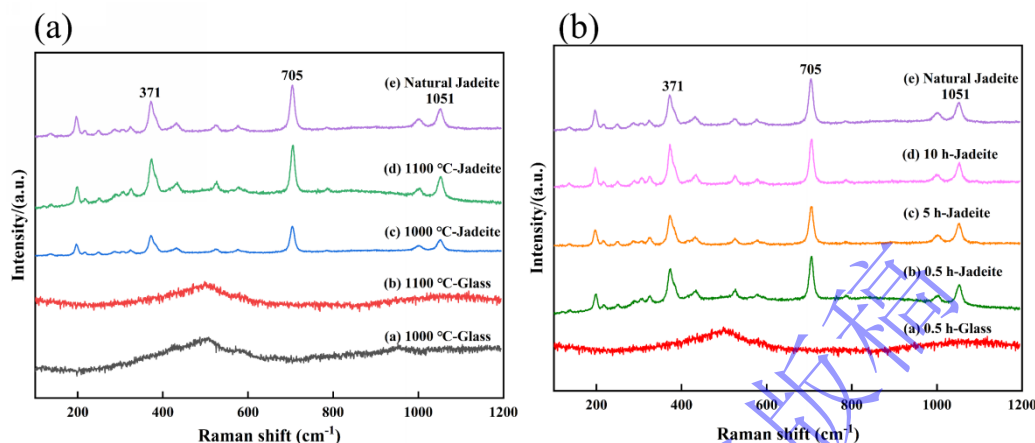 (a)
(e) Natural Jadeite
371
705
1051
(d) 1100 °C-Jadeite
(c) 1000 °C-Jadeite
(b) 1100 °C-Glass
(a) 1000 °C-Glass
Intensity/(a.u.)
200 400 600 800 1000 1200
Raman shift (cm⁻¹)
(b)
(e) Natural Jadeite
371
705
1051
(d) 10 h-Jadeite
(c) 5 h-Jadeite
(b) 0.5 h-Jadeite
(a) 0.5 h-Glass
Intensity/(a.u.)
200 400 600 800 1000 1200
Raman shift (cm⁻¹)
稿